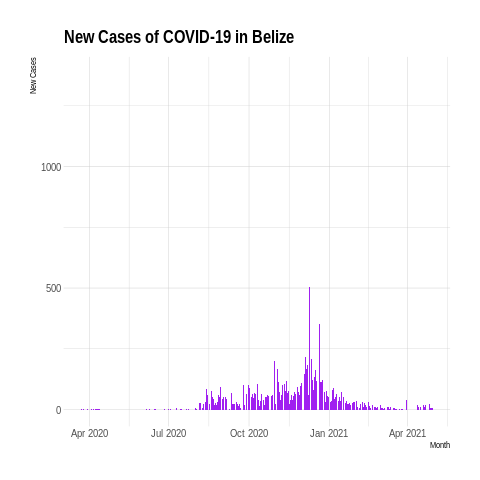 New Cases of COVID-19 in Belize
New Cases
1000
500
0
Apr 2020 Jul 2020 Oct 2020 Jan 2021 Apr 2021
Month